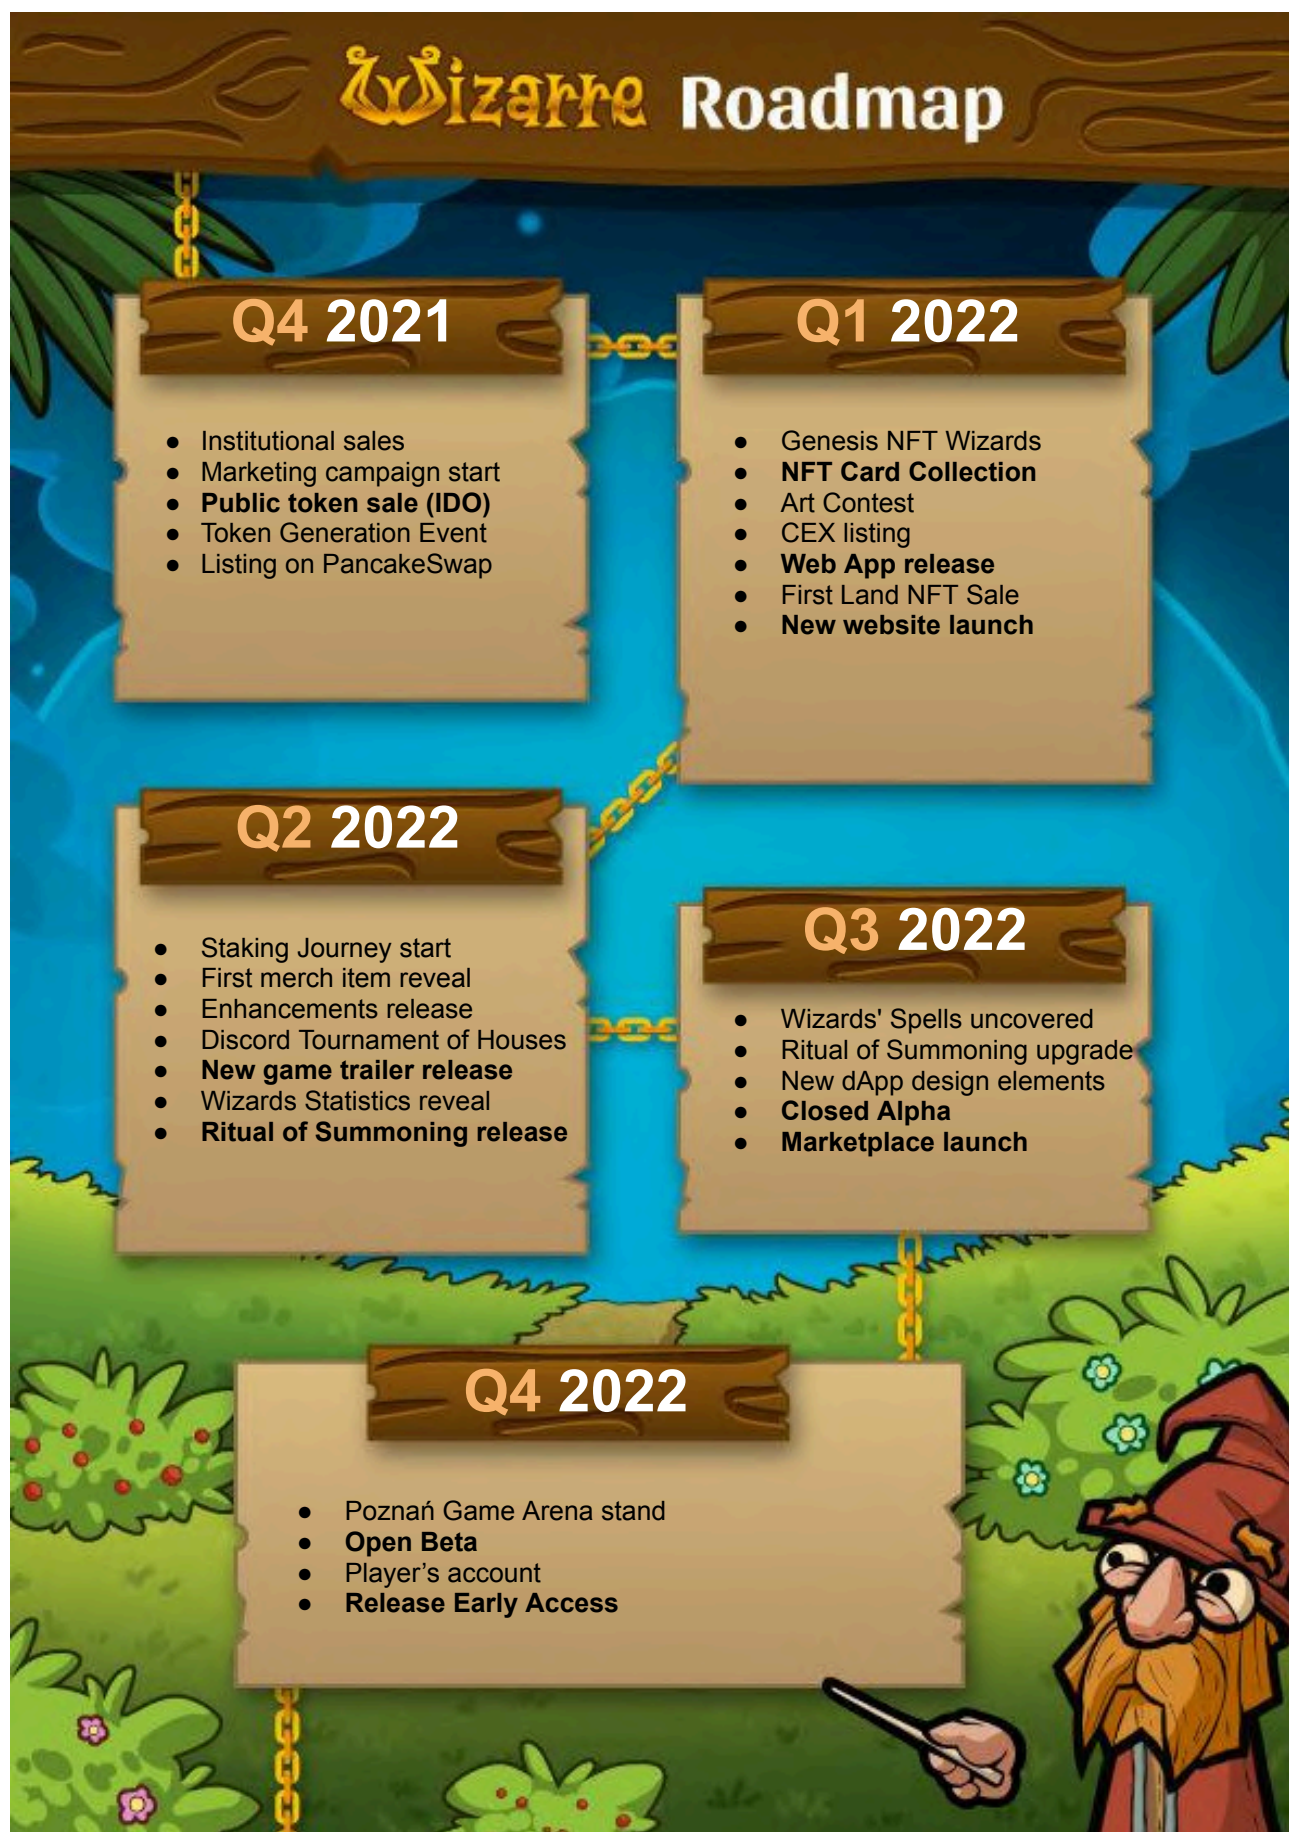 Wizarre Roadmap
Q4 2021
● Institutional sales
● Marketing campaign start
● Public token sale (IDO)
● Token Generation Event
● Listing on PancakeSwap
Q1 2022
● Genesis NFT Wizards
● NFT Card Collection
● Art Contest
● CEX listing
● Web App release
● First Land NFT Sale
● New website launch
Q2 2022
● Staking Journey start
● First merch item reveal
● Enhancements release
● Discord Tournament of Houses
● New game trailer release
● Wizards Statistics reveal
● Ritual of Summoning release
Q3 2022
● Wizards' Spells uncovered
● Ritual of Summoning upgrade
● New dApp design elements
● Closed Alpha
● Marketplace launch
Q4 2022
● Poznań Game Arena stand
● Open Beta
● Player’s account
● Release Early Access